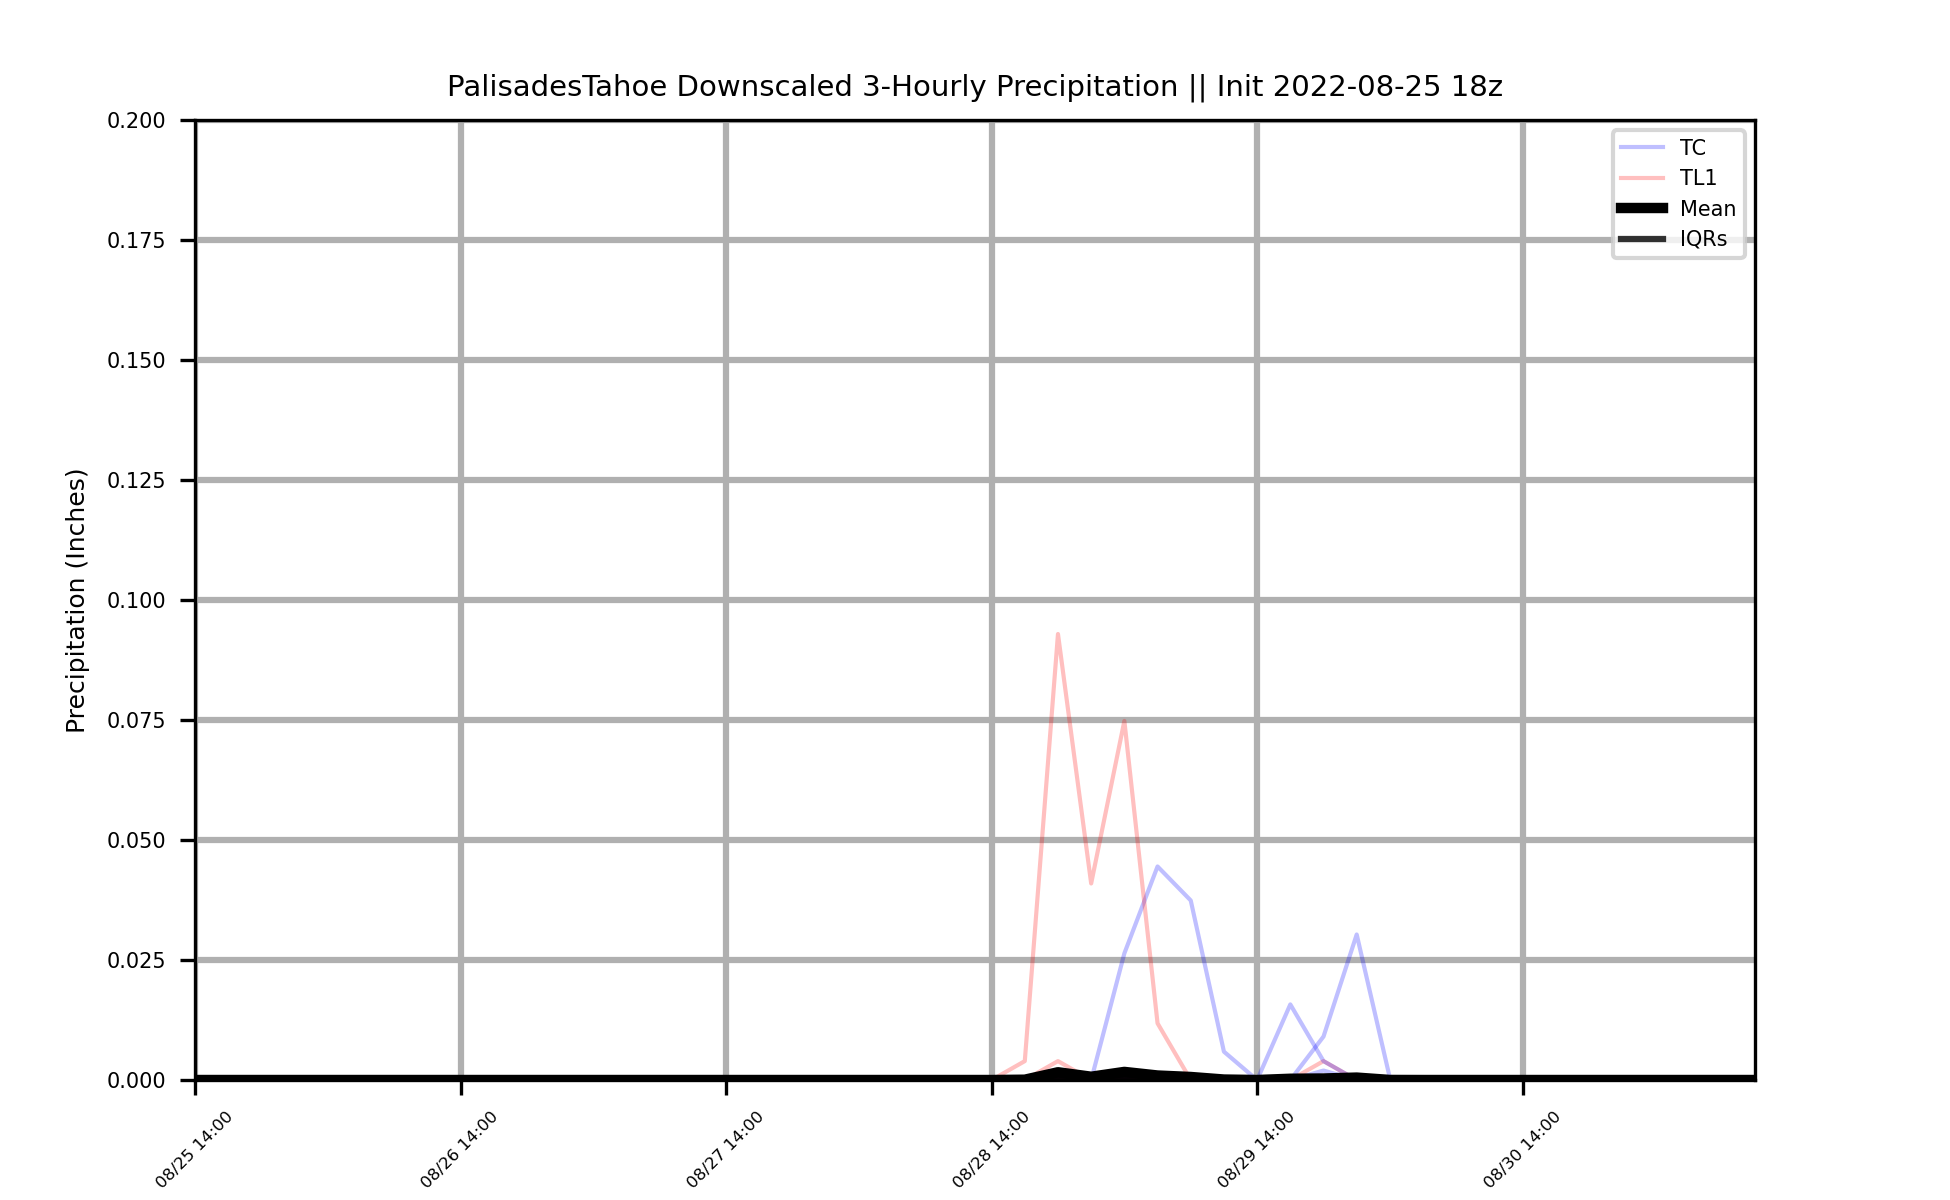 PalisadesTahoe Downscaled 3-Hourly Precipitation || Init 2022-08-25 18z
TC
TL1
Mean
IQRs
Precipitation (Inches)
0.200
0.175
0.150
0.125
0.100
0.075
0.050
0.025
0.000
08/25 14:00
08/26 14:00
08/27 14:00
08/28 14:00
08/29 14:00
08/30 14:00